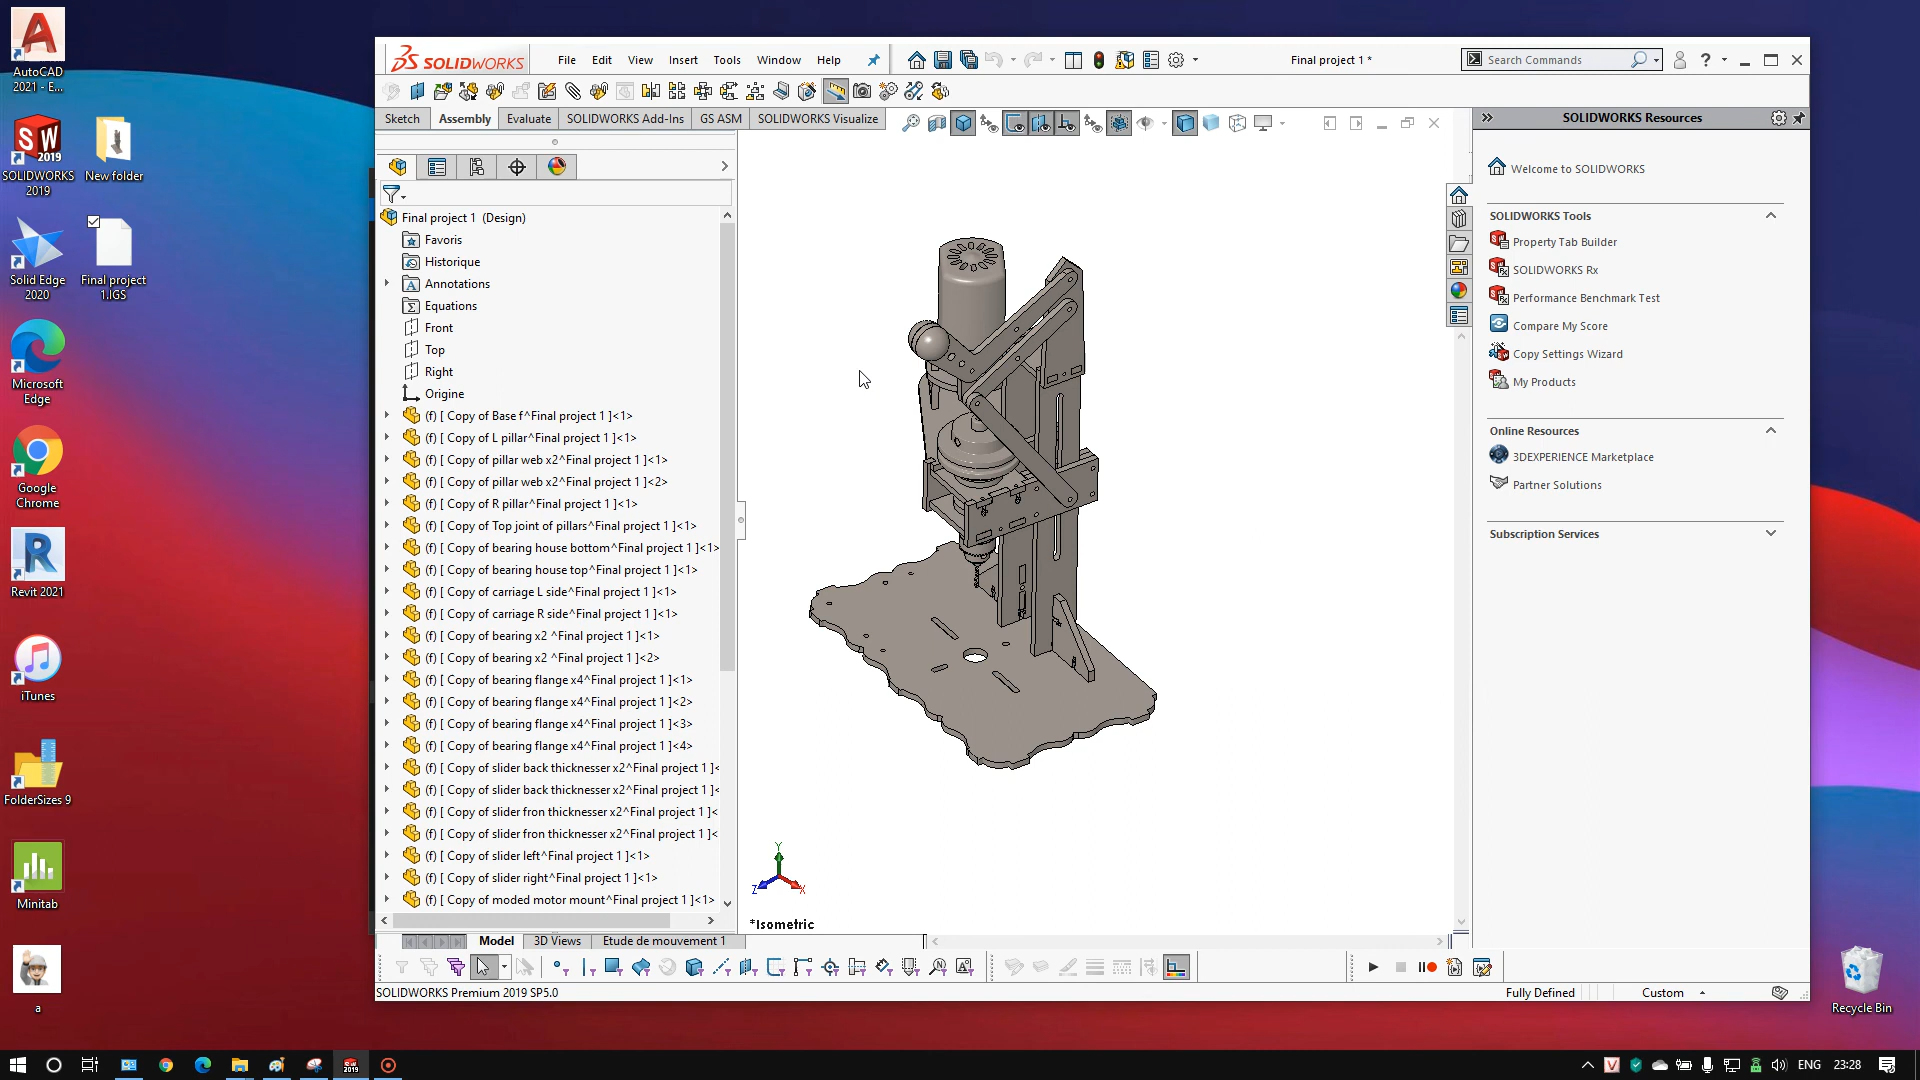 AutoCAD
2021 - E...
SOLIDWORKS
2019
New folder
Solid Edge
2020
Final project
1.IGS
Microsoft
Edge
Google
Chrome
Revit 2021
iTunes
FolderSizes 9
Minitab
a
Recycle Bin
SOLIDWORKS
File Edit View Insert Tools Window Help
Final project 1 *
Search Commands
Sketch Assembly Evaluate SOLIDWORKS Add-Ins GS ASM SOLIDWORKS Visualize
Final project 1 (Design)
Favoris
Historique
Annotations
Equations
Front
Top
Right
Origine
(f) [ Copy of Base f^Final project 1 ]<1>
(f) [ Copy of L pillar^Final project 1 ]<1>
(f) [ Copy of pillar web x2^Final project 1 ]<1>
(f) [ Copy of pillar web x2^Final project 1 ]<2>
(f) [ Copy of R pillar^Final project 1 ]<1>
(f) [ Copy of Top joint of pillars^Final project 1 ]<1>
(f) [ Copy of bearing house bottom^Final project 1 ]<1>
(f) [ Copy of bearing house top^Final project 1 ]<1>
(f) [ Copy of carriage L side^Final project 1 ]<1>
(f) [ Copy of carriage R side^Final project 1 ]<1>
(f) [ Copy of bearing x2 ^Final project 1 ]<1>
(f) [ Copy of bearing x2 ^Final project 1 ]<2>
(f) [ Copy of bearing flange x4^Final project 1 ]<1>
(f) [ Copy of bearing flange x4^Final project 1 ]<2>
(f) [ Copy of bearing flange x4^Final project 1 ]<3>
(f) [ Copy of bearing flange x4^Final project 1 ]<4>
(f) [ Copy of slider back thicknesser x2^Final project 1 ]<
(f) [ Copy of slider back thicknesser x2^Final project 1 ]<
(f) [ Copy of slider fron thicknesser x2^Final project 1 ]<
(f) [ Copy of slider fron thicknesser x2^Final project 1 ]<
(f) [ Copy of slider left^Final project 1 ]<1>
(f) [ Copy of slider right^Final project 1 ]<1>
(f) [ Copy of moded motor mount^Final project 1 ]<1>
Y
Z X
*Isometric
Model 3D Views Etude de mouvement 1
SOLIDWORKS Premium 2019 SP5.0
Fully Defined
Custom
SOLIDWORKS Resources
Welcome to SOLIDWORKS
SOLIDWORKS Tools
Property Tab Builder
SOLIDWORKS Rx
Performance Benchmark Test
Compare My Score
Copy Settings Wizard
My Products
Online Resources
3DEXPERIENCE Marketplace
Partner Solutions
Subscription Services
ENG 23:28